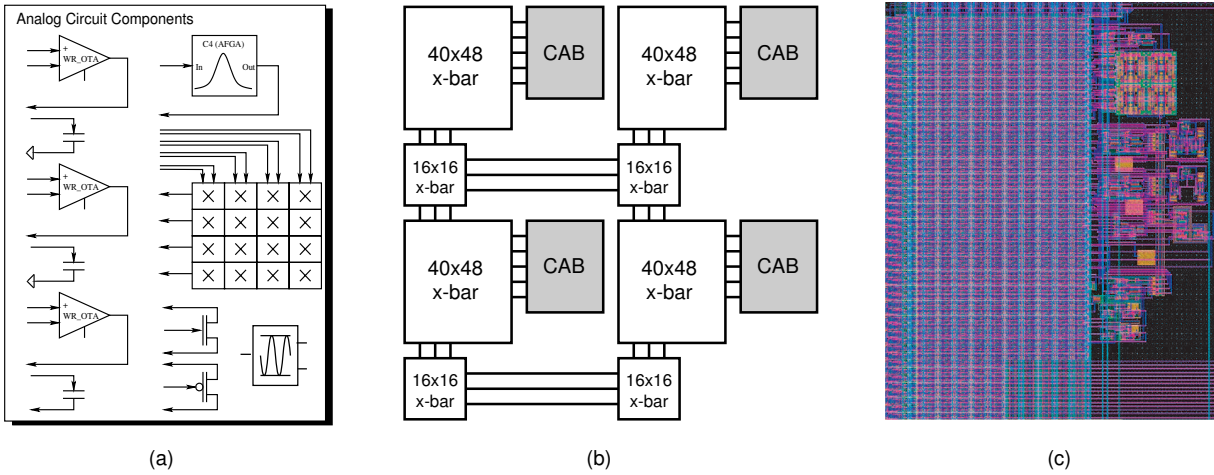 Analog Circuit Components
+
WR_OTA
C4 (AFGA)
In
Out
+
WR_OTA
+
WR_OTA
(a)
40x48
x-bar
CAB
40x48
x-bar
CAB
16x16
x-bar
16x16
x-bar
40x48
x-bar
CAB
40x48
x-bar
CAB
16x16
x-bar
16x16
x-bar
(b)
(c)